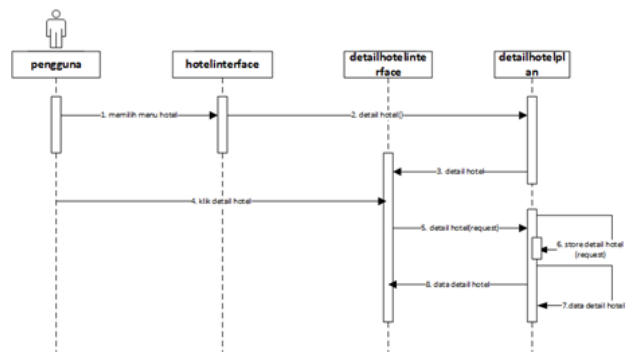 pengguna
hotelinterface
detailhotelinte
rface
detailhotelpl
an
1. memilih menu hotel
2. detail hotel()
3. detail hotel
4. klik detail hotel
5. detail hotel(request)
6. store detail hotel
(request)
8. data detail hotel
7.data detail hotel